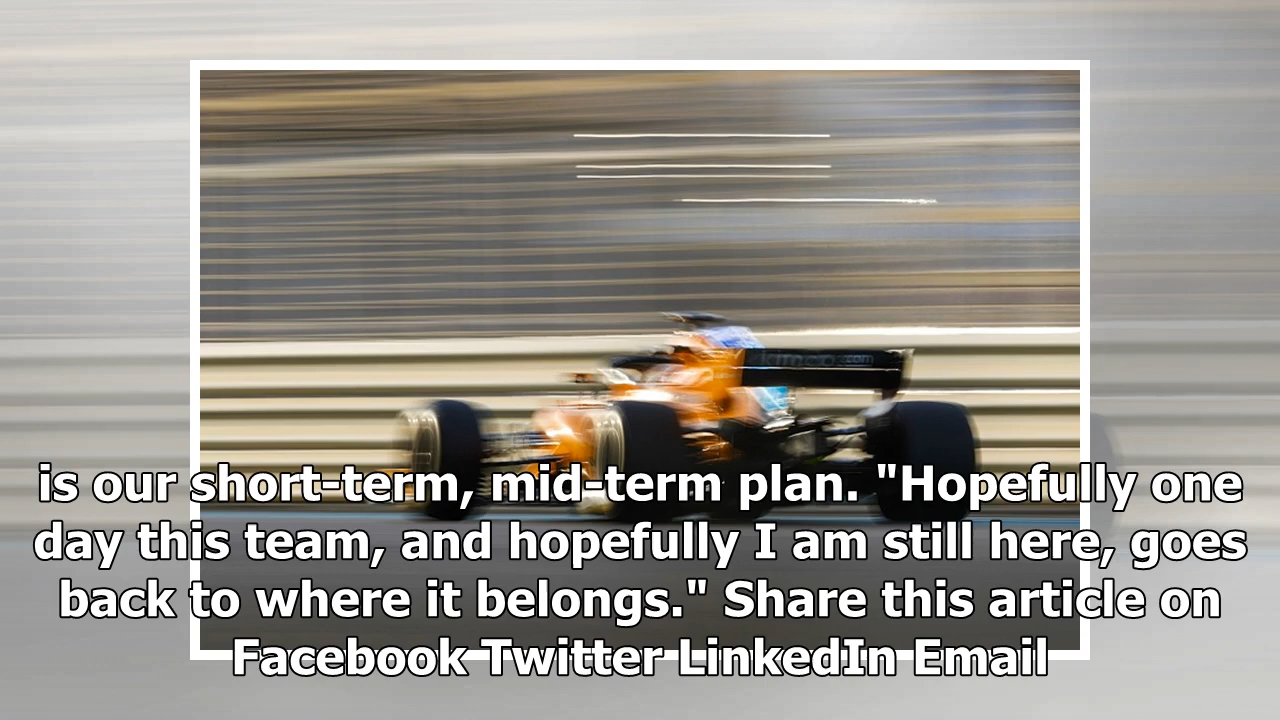 is our short-term, mid-term plan. "Hopefully one
day this team, and hopefully I am still here, goes
back to where it belongs." Share this article on
Facebook Twitter LinkedIn Email